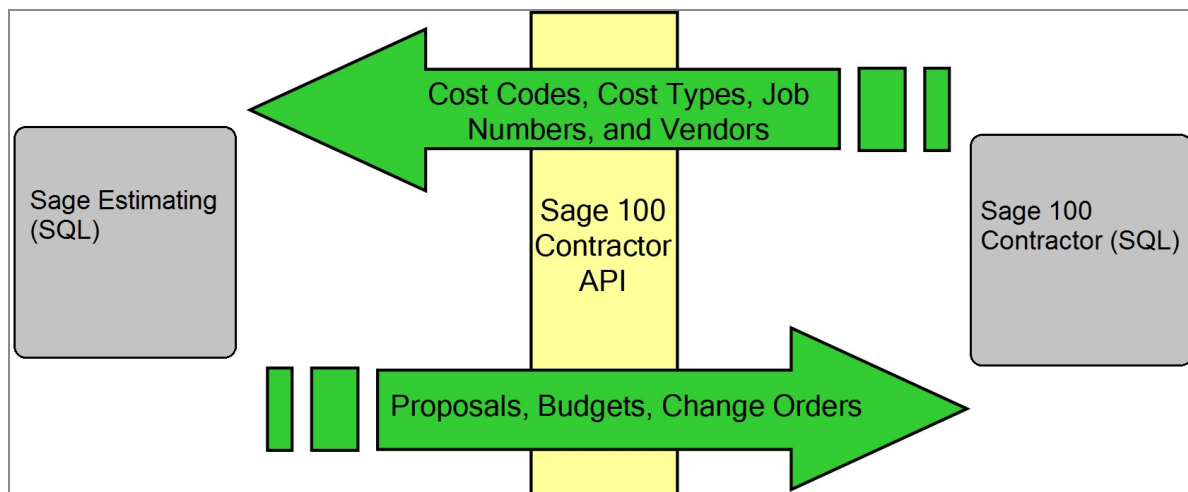 Cost Codes, Cost Types, Job
Numbers, and Vendors
Sage Estimating
(SQL)
Sage 100
Contractor
API
Sage 100
Contractor (SQL)
Proposals, Budgets, Change Orders